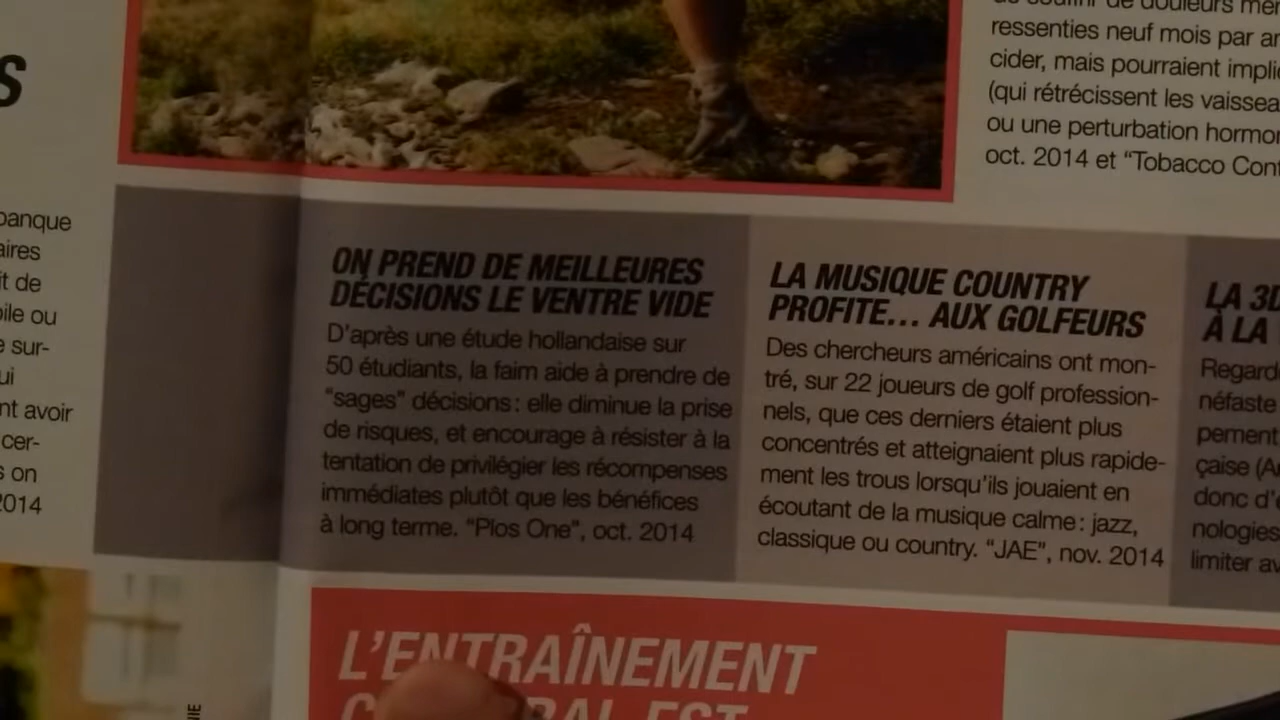 S
banque
aires
it de
bile ou
e sur-
ui
nt avoir
cer-
s on
2014
ressenties neuf mois par
cider, mais pourraient
(qui rétrécissent les
ou une perturbation
oct. 2014 et “Tobacco
ON PREND DE MEILLEURES
DÉCISIONS LE VENTRE VIDE
D’après une étude hollandaise sur
50 étudiants, la faim aide à prendre de
“sages” décisions : elle diminue la prise
de risques, et encourage à résister à la
tentation de privilégier les récompenses
immédiates plutôt que les bénéfices
à long terme. “Plos One”, oct. 2014
LA MUSIQUE COUNTRY
PROFITE... AUX GOLFEURS
Des chercheurs américains ont mon-
tré, sur 22 joueurs de golf profession-
nels, que ces derniers étaient plus
concentrés et atteignaient plus rapide-
ment les trous lorsqu’ils jouaient en
écoutant de la musique calme : jazz,
classique ou country. “JAE”, nov. 2014
LA 3D
À LA
Regard
néfaste
pement
çaise
donc d’
nologies
limiter
L’ENTRAÎNEMENT
EST